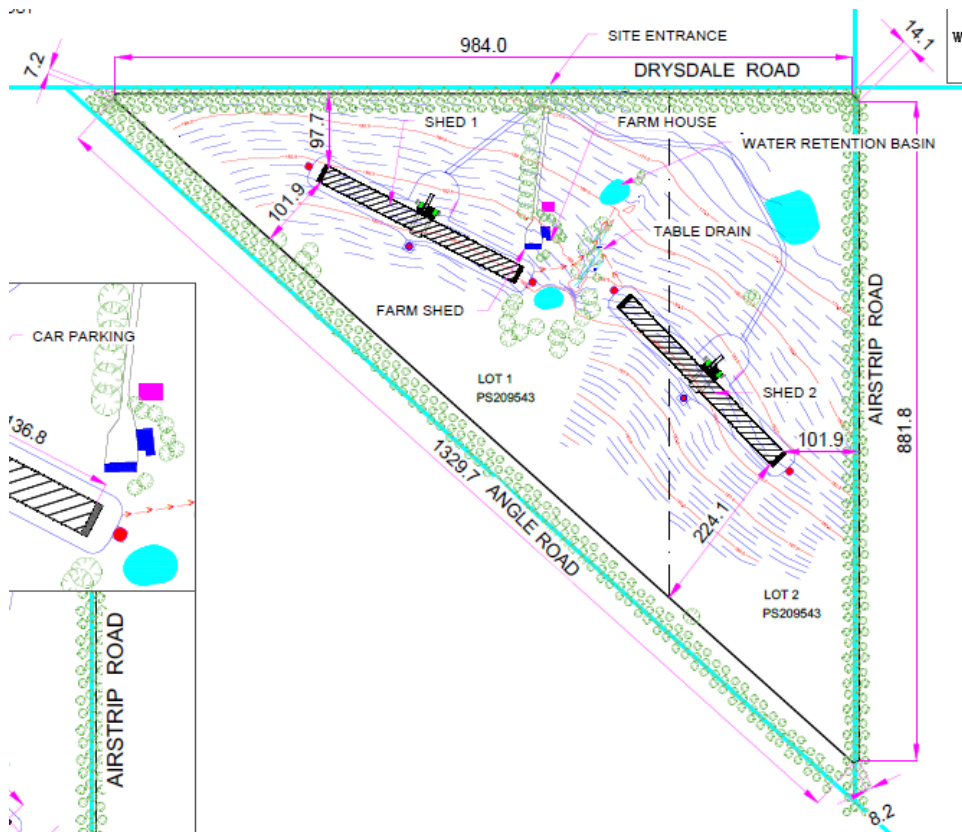 984.0
SITE ENTRANCE
14.1
7.2
DRYSDALE ROAD
97.7
SHED 1
FARM HOUSE
WATER RETENTION BASIN
101.9
TABLE DRAIN
FARM SHED
CAR PARKING
LOT 1
PS209543
SHED 2
AIRSTRIP ROAD
881.8
101.9
36.8
1329.7 ANGLE ROAD
224.1
LOT 2
PS209543
AIRSTRIP ROAD
8.2